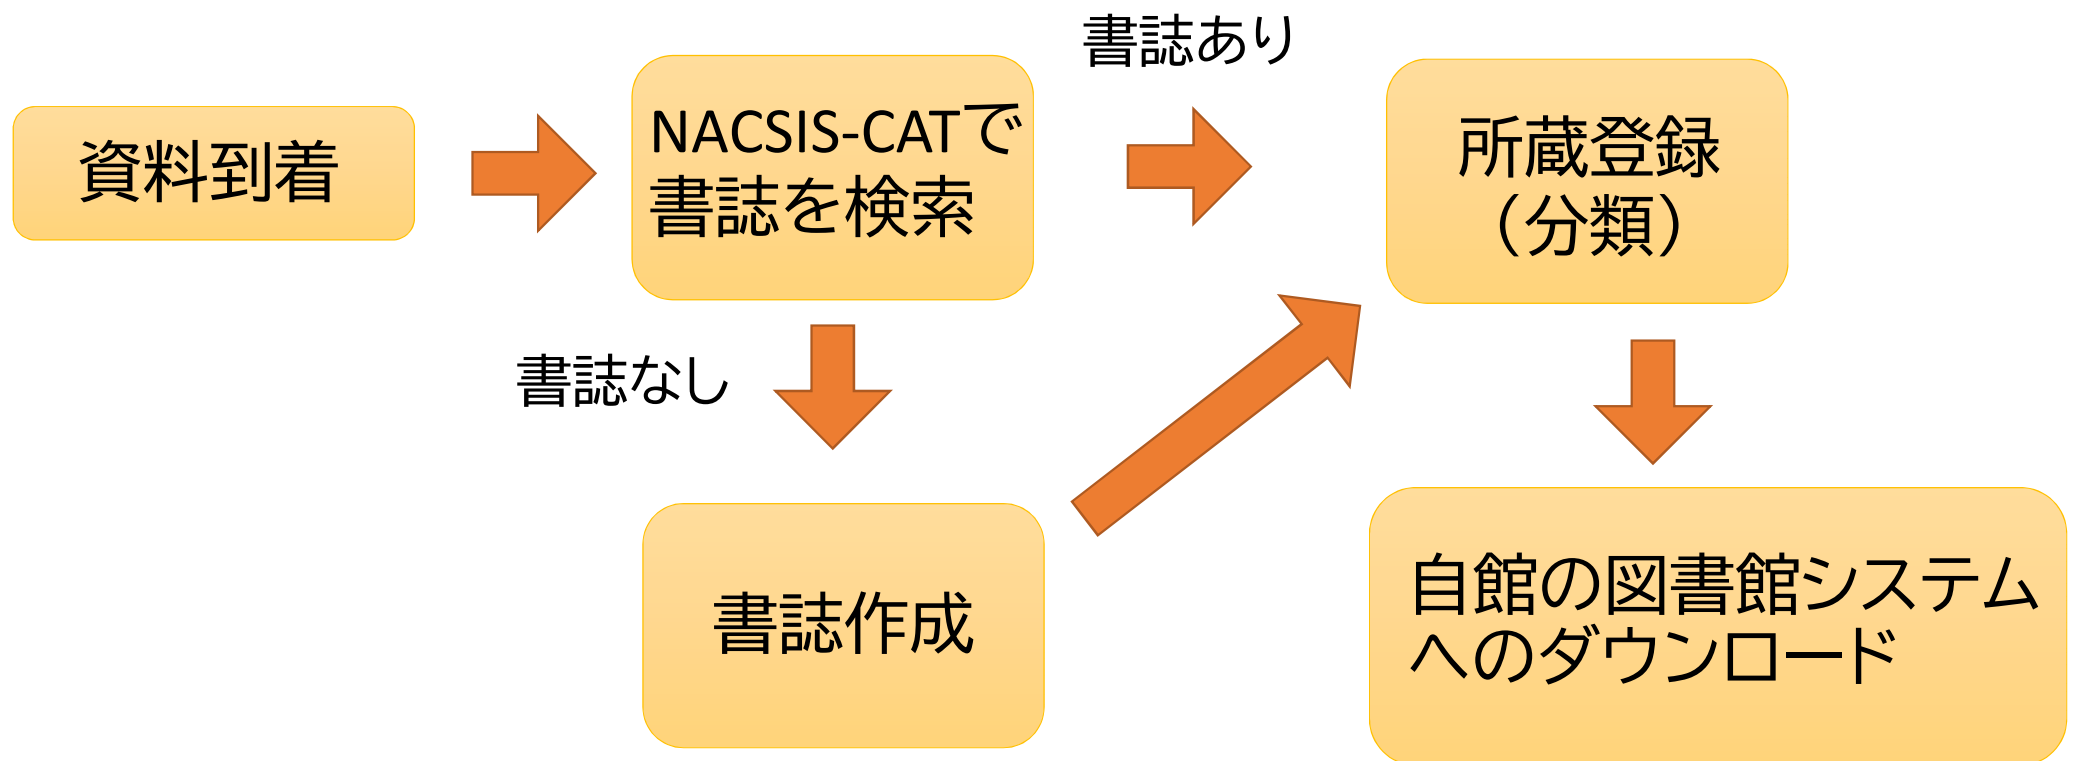 書誌あり
資料到着
NACSIS-CATで
書誌を検索
所蔵登録
（分類）
書誌なし
書誌作成
自館の図書館システム
へのダウンロード